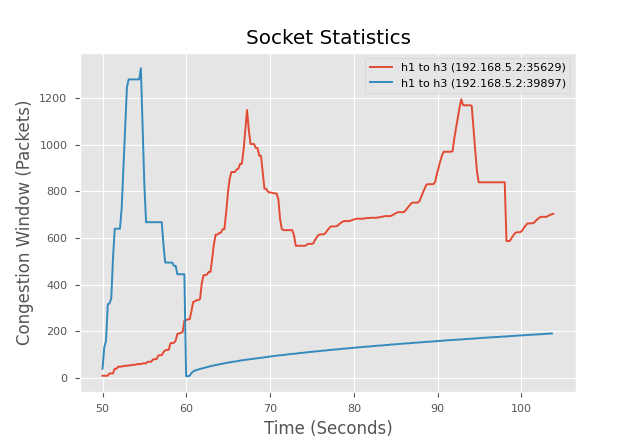 Socket Statistics
h1 to h3 (192.168.5.2:35629)
h1 to h3 (192.168.5.2:39897)
Congestion Window (Packets)
1200
1000
800
600
400
200
0
50 60 70 80 90 100
Time (Seconds)